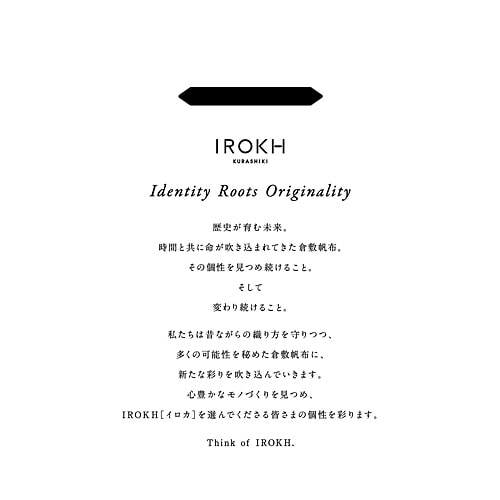 IROKH
KURASHIKI
Identity Roots Originality
歴史が育む未来。
時間と共に命が吹き込まれてきた倉敷帆布。
その個性を見つめ続けること。
そして
変わり続けること。
私たちは昔ながらの織り方を守りつつ、
多くの可能性を秘めた倉敷帆布に、
新たな彩りを吹き込んでいきます。
心豊かなモノづくりを見つめ、
IROKH[イロカ]を選んでくださる皆さまの個性を彩ります。
Think of IROKH.